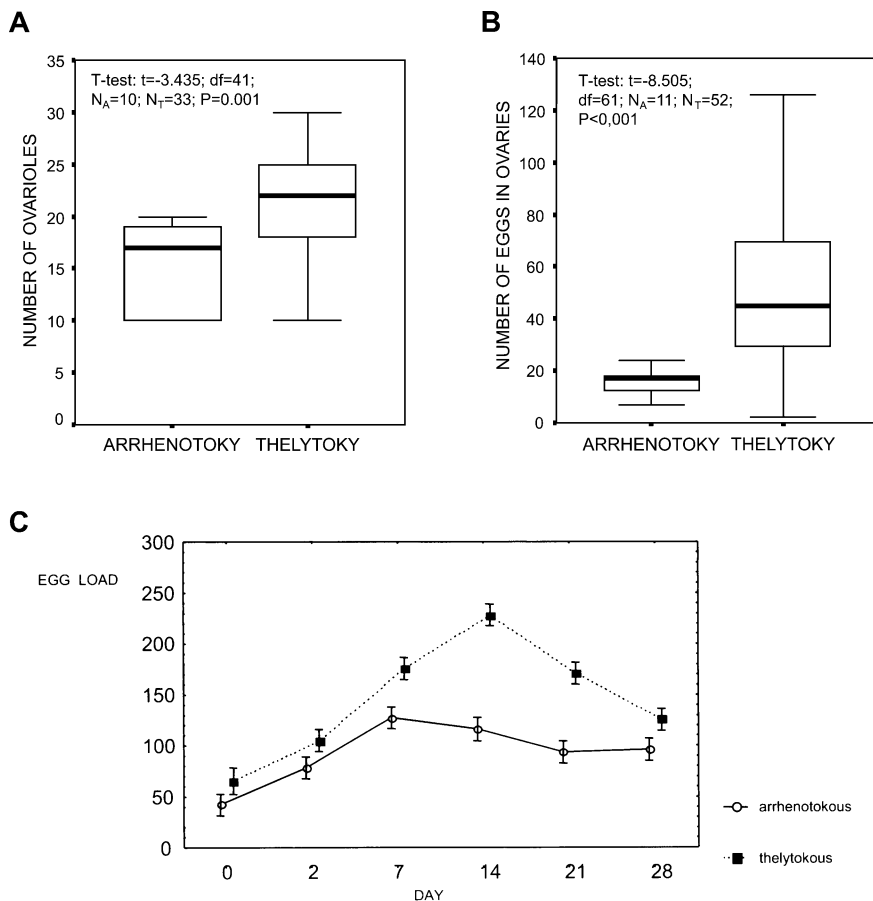 A
35
30
25
20
15
10
5
0
NUMBER OF OVARIOLES
T-test: t=-3.435; df=41;
NA=10; NT=33; P=0.001
ARRHENOTOKY THELYTOKY
B
140
120
100
80
60
40
20
0
NUMBER OF EGGS IN OVARIES
T-test: t=-8.505;
df=61; NA=11; NT=52;
P<0,001
ARRHENOTOKY THELYTOKY
C
EGG LOAD
300
250
200
150
100
50
0
0 2 7 14 21 28
DAY
arrhenotokous
thelytokous